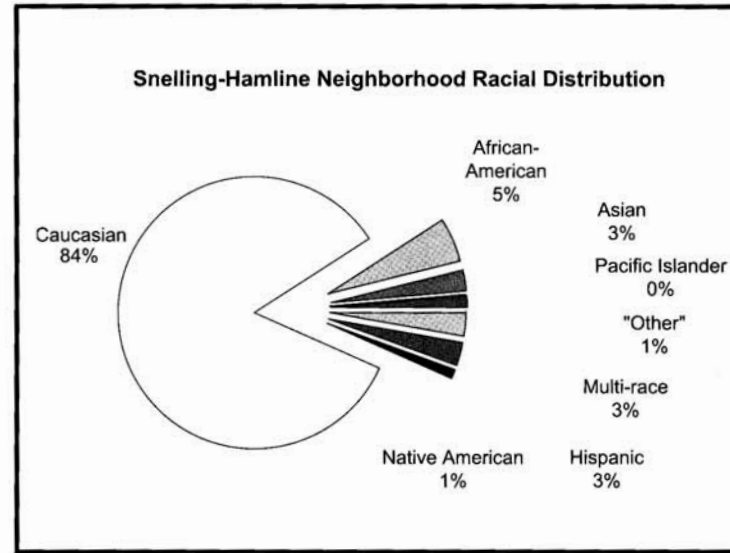 Snelling-Hamline Neighborhood Racial Distribution
African-
American
5%
Caucasian
84%
Asian
3%
Pacific Islander
0%
"Other"
1%
Multi-race
3%
Native American
1%
Hispanic
3%